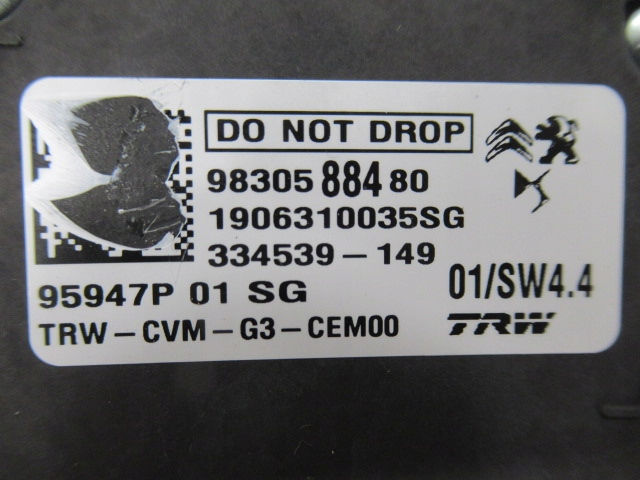 DO NOT DROP
98305 884 80
1906310035SG
334539-149
95947P 01 SG
01/SW4.4
TRW-CVM-G3-CEM00
TRW